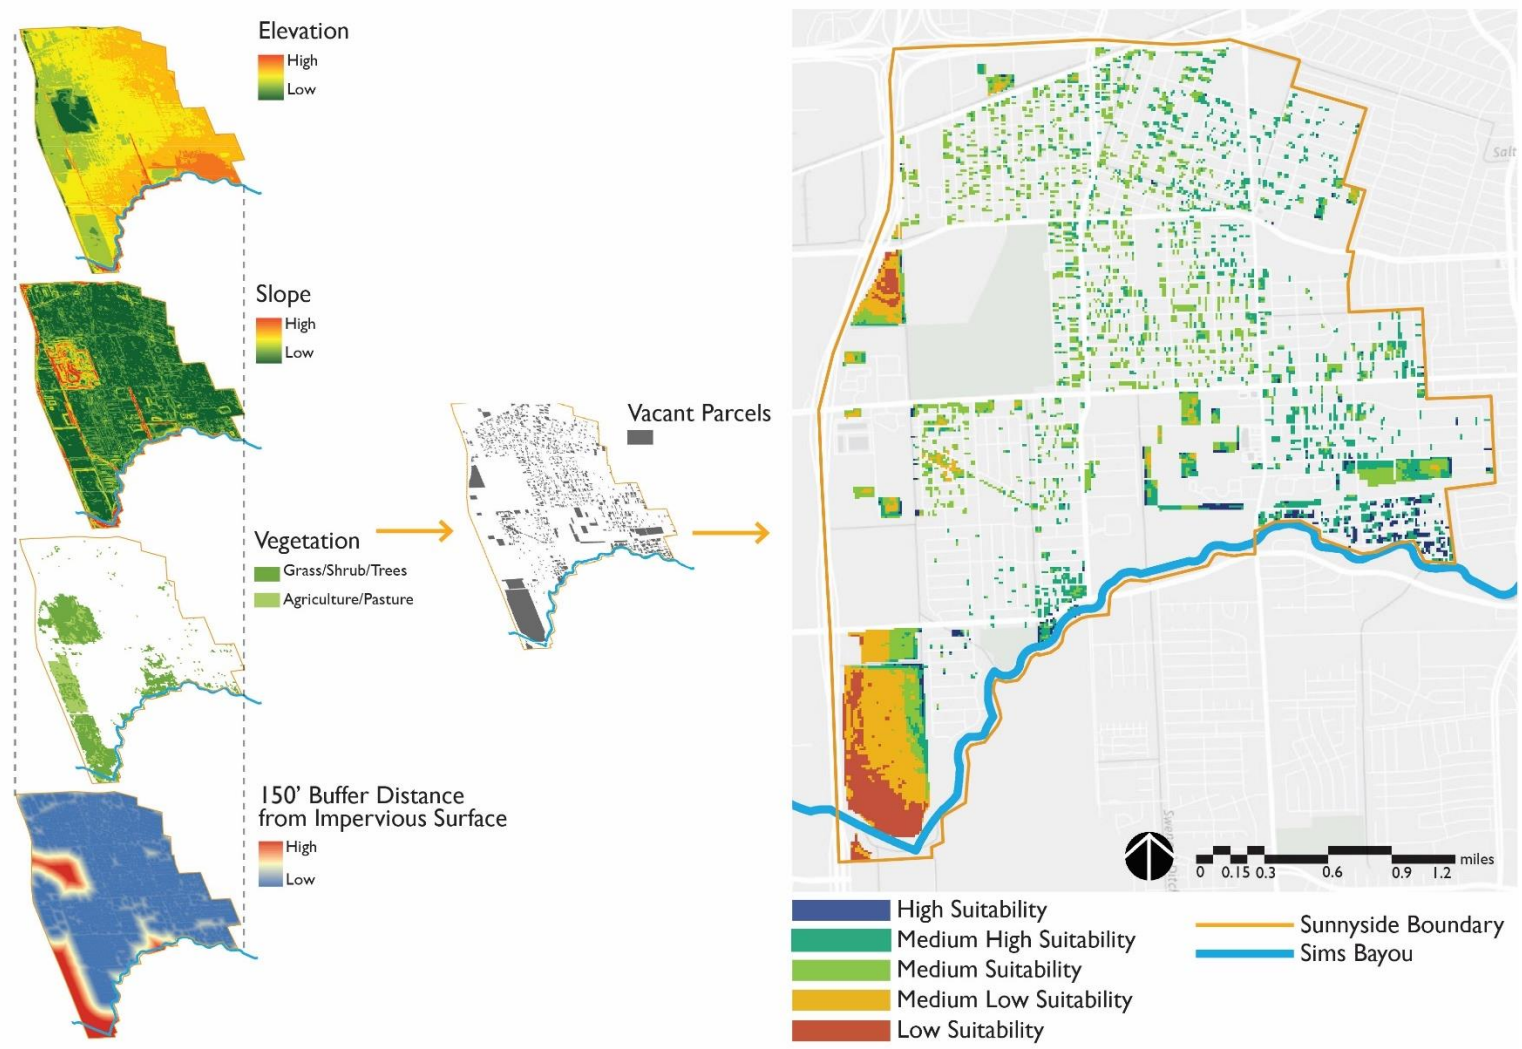 Elevation
High
Low
Slope
High
Low
Vegetation
Grass/Shrub/Trees
Agriculture/Pasture
150' Buffer Distance
from Impervious Surface
High
Low
Vacant Parcels
Salt
miles
0 0.15 0.3 0.6 0.9 1.2
High Suitability
Medium High Suitability
Medium Suitability
Medium Low Suitability
Low Suitability
Sunnyside Boundary
Sims Bayou